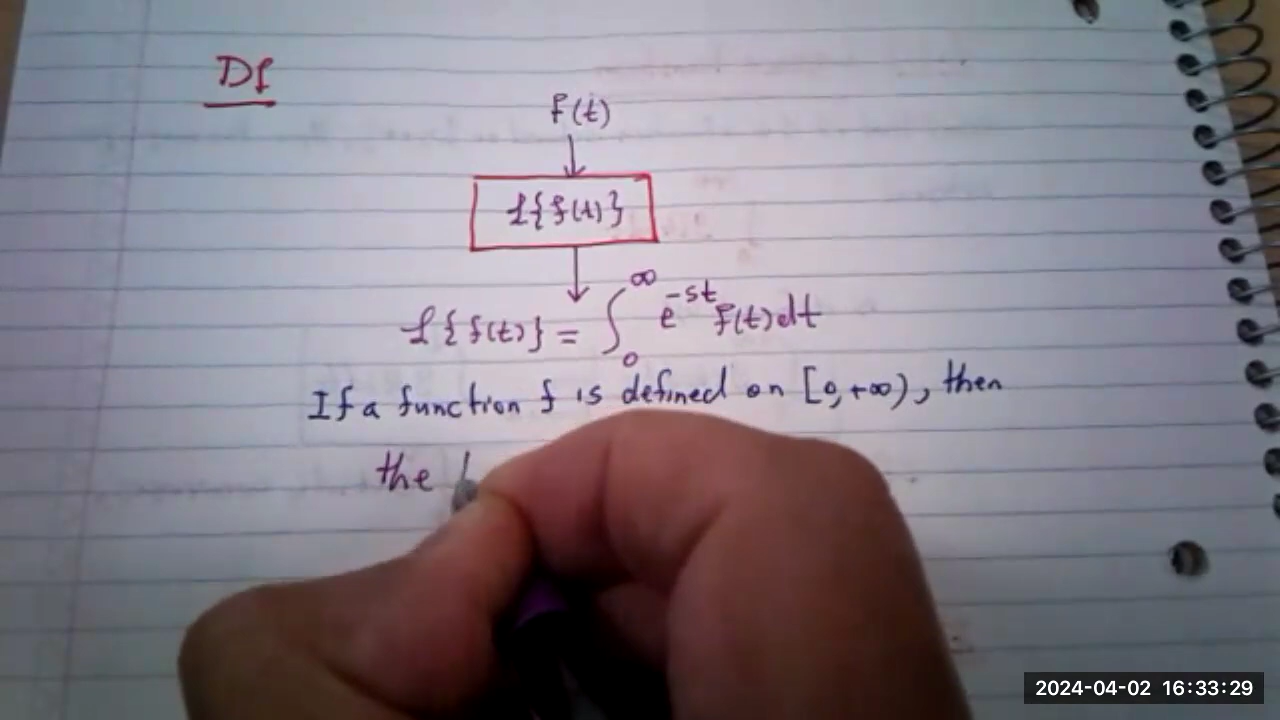 Df
f(t)
ℒ{f(t)}
ℒ{f(t)} = ∫₀^∞ e^-st f(t)dt
If a function f is defined on [0,+∞), then
the
2024-04-02 16:33:29